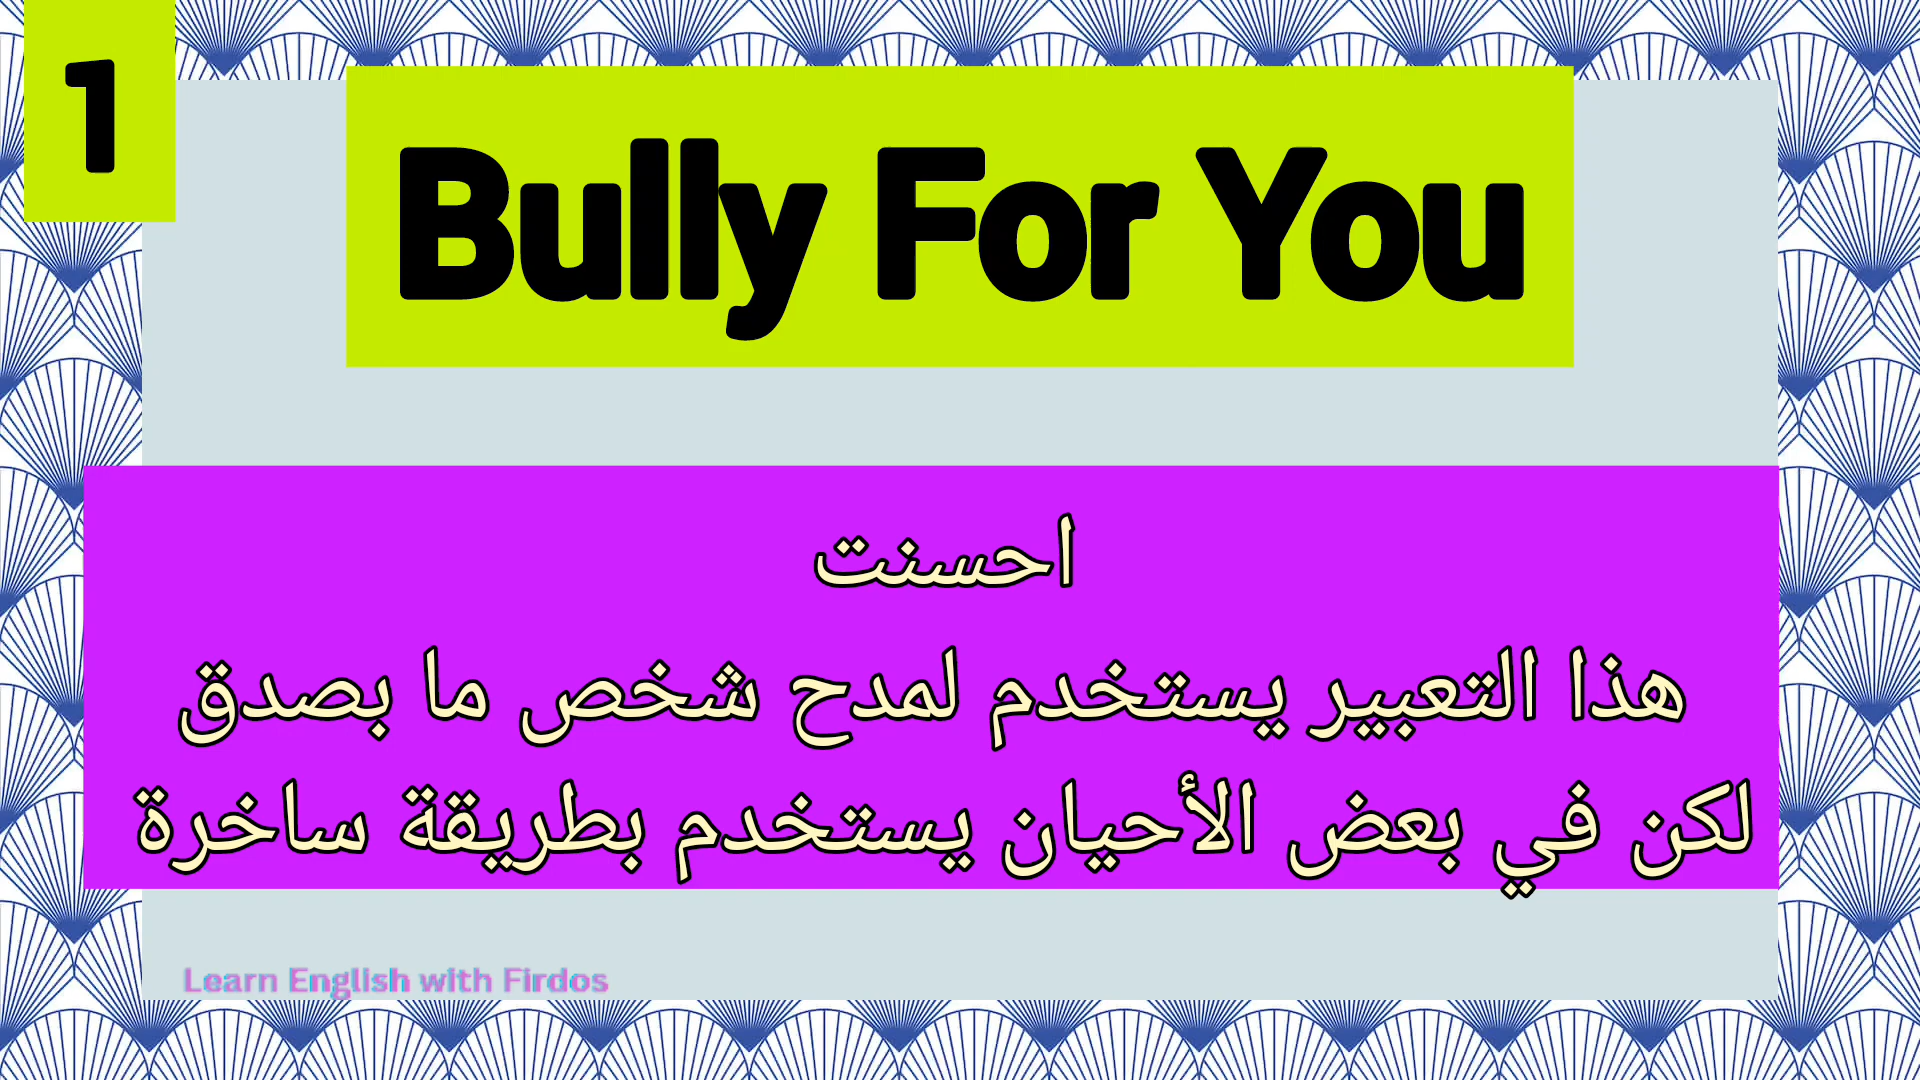 1
Bully For You
احسنت
هذا التعبير يستخدم لمدح شخص ما بصدق
لكن في بعض الأحيان يستخدم بطريقة ساخرة
Learn English with Firdos